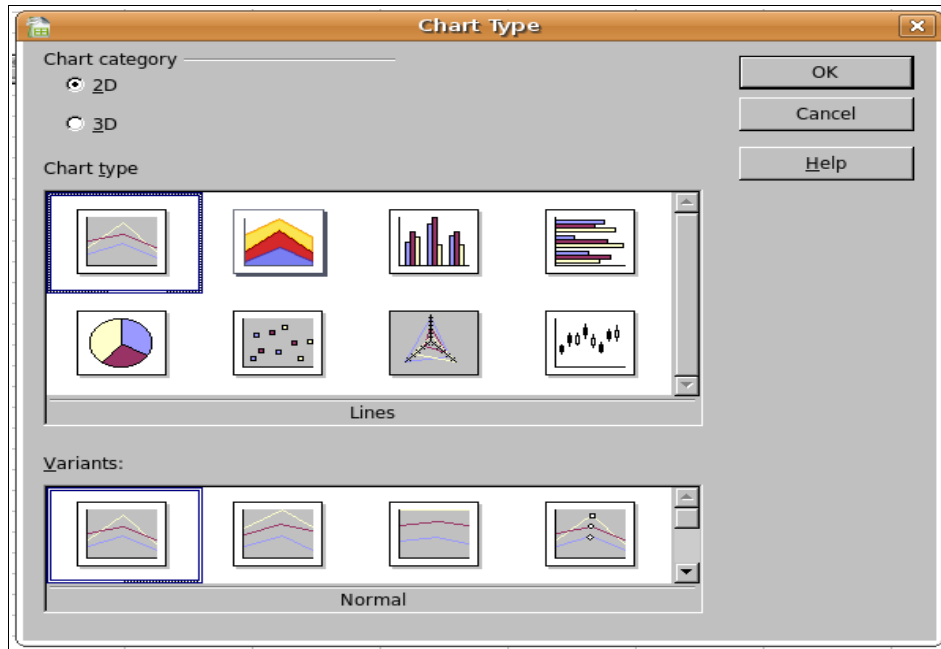 Chart Type
Chart category
2D
3D
Chart type
Lines
Variants:
Normal
OK
Cancel
Help